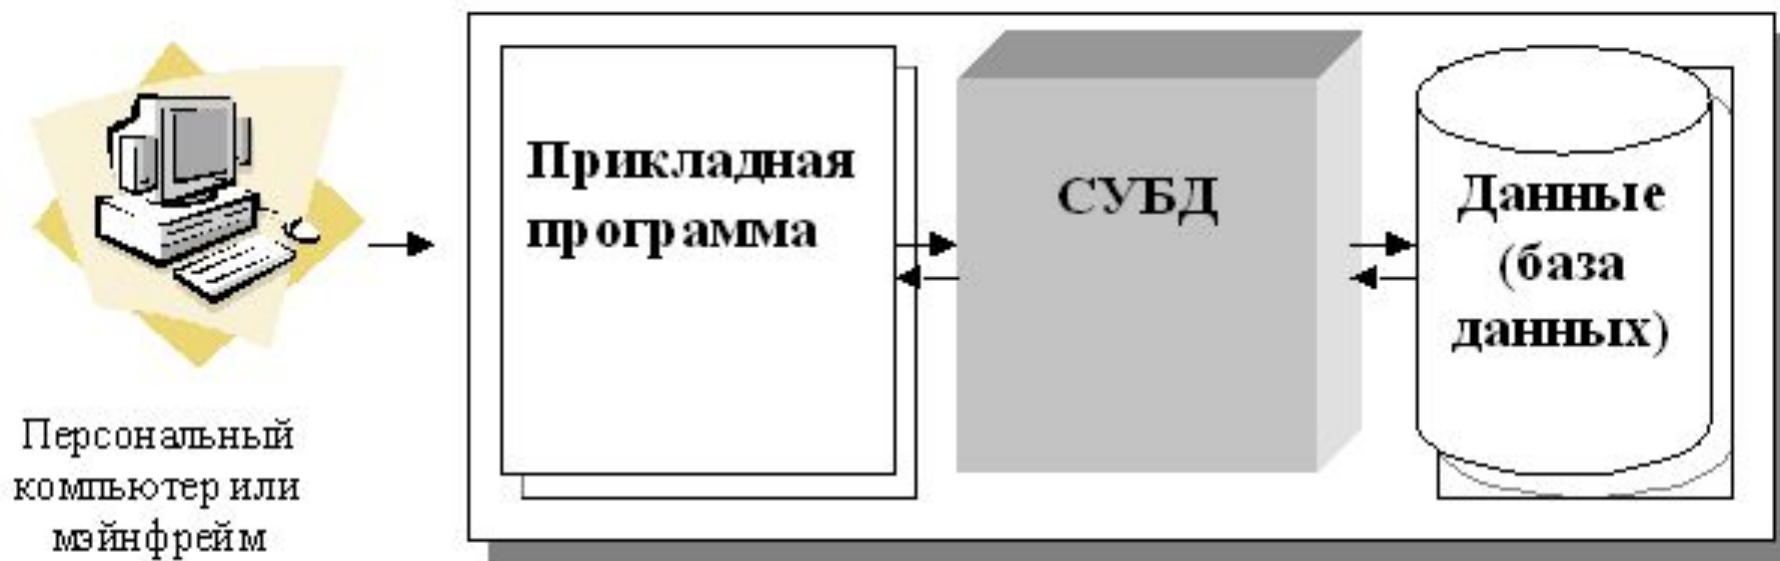 Прикладная
программа
СУБД
Данные
(база
данных)
Персональный
компьютер или
мэйнфрейм